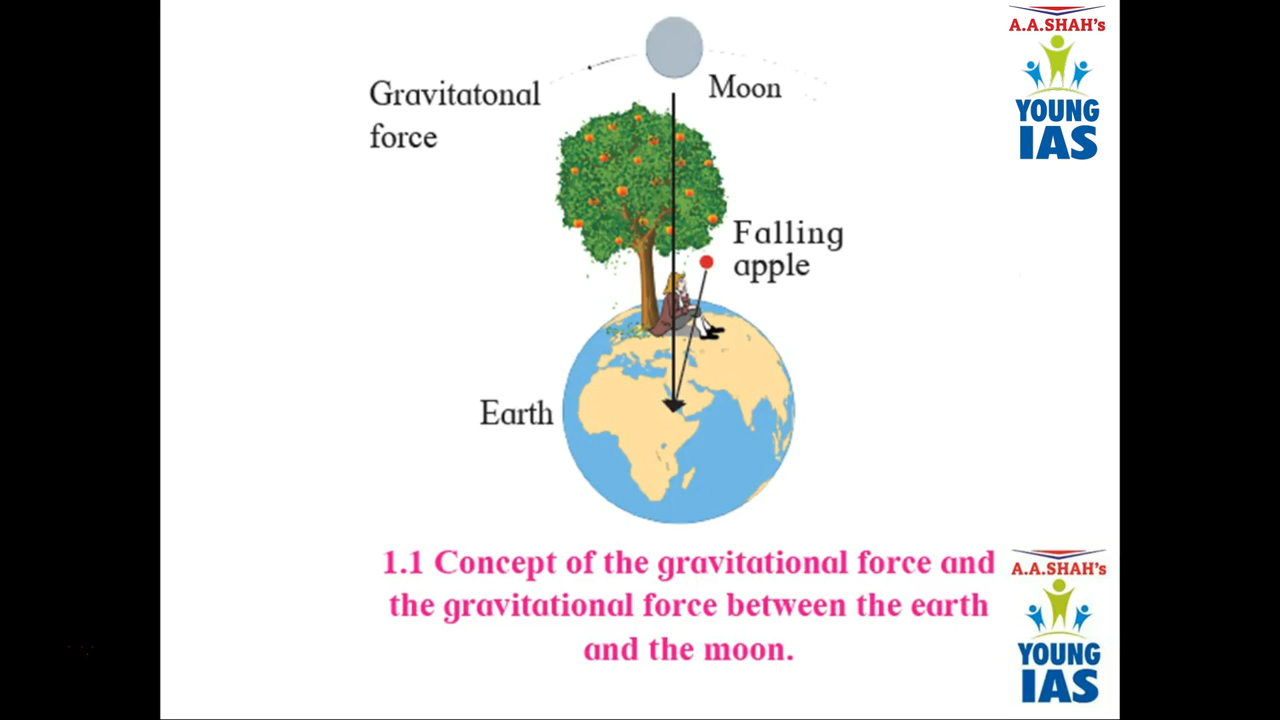 A.A.SHAH's
YOUNG
IAS
Gravitatonal
force
Moon
Falling
apple
Earth
1.1 Concept of the gravitational force and
the gravitational force between the earth
and the moon.
A.A.SHAH's
YOUNG
IAS